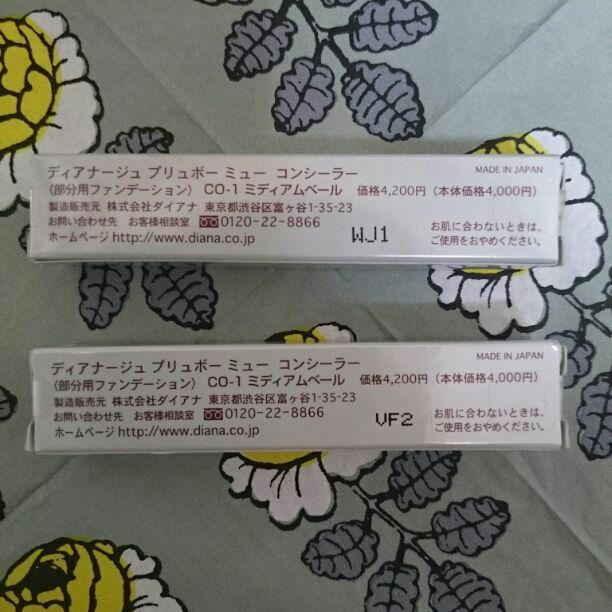 ディアナージュ プリュボー ミュー コンシーラー
MADE IN JAPAN
(部分用ファンデーション) CO-1 ミディアムベール 価格4,200円(本体価格4,000円)
製造販売元 株式会社ダイアナ 東京都渋谷区富ヶ谷1-35-23
お問い合わせ先 お客様相談室 0120-22-8866
ホームページ http://www.diana.co.jp
WJ1
お肌に合わないときは、
ご使用をおやめください。
ディアナージュ プリュボー ミュー コンシーラー
MADE IN JAPAN
(部分用ファンデーション) CO-1 ミディアムベール 価格4,200円(本体価格4,000円)
製造販売元 株式会社ダイアナ 東京都渋谷区富ヶ谷1-35-23
お問い合わせ先 お客様相談室 0120-22-8866
ホームページ http://www.diana.co.jp
VF2
お肌に合わないときは、
ご使用をおやめください。